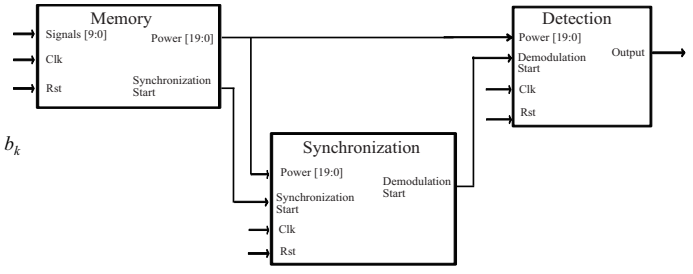 Memory
Signals [9:0]
Power [19:0]
Clk
Rst
Synchronization
Start
Detection
Power [19:0]
Demodulation
Start
Output
Clk
Rst
b_k
Synchronization
Power [19:0]
Demodulation
Start
Synchronization
Start
Clk
Rst